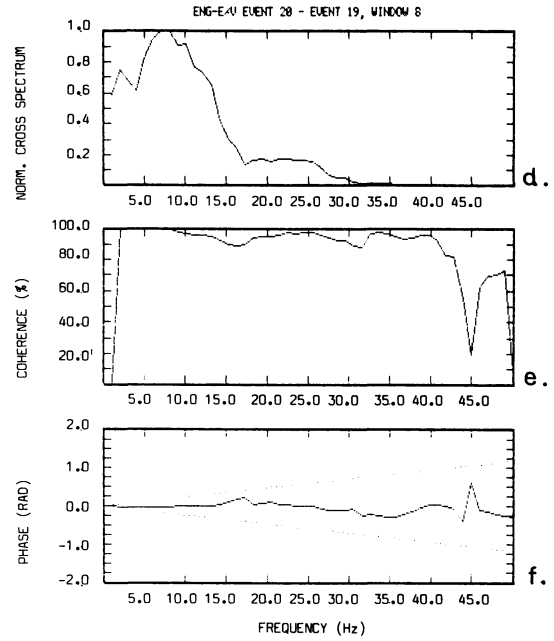 ENG-E/V EVENT 20 - EVENT 19, WINDOW 8
NORM. CROSS SPECTRUM
1.0
0.8
0.6
0.4
0.2
5.0 10.0 15.0 20.0 25.0 30.0 35.0 40.0 45.0
d.
COHERENCE (%)
100.0
80.0
60.0
40.0
20.0
5.0 10.0 15.0 20.0 25.0 30.0 35.0 40.0 45.0
e.
PHASE (RAD)
2.0
1.0
0.0
-1.0
-2.0
5.0 10.0 15.0 20.0 25.0 30.0 35.0 40.0 45.0
f.
FREQUENCY (Hz)